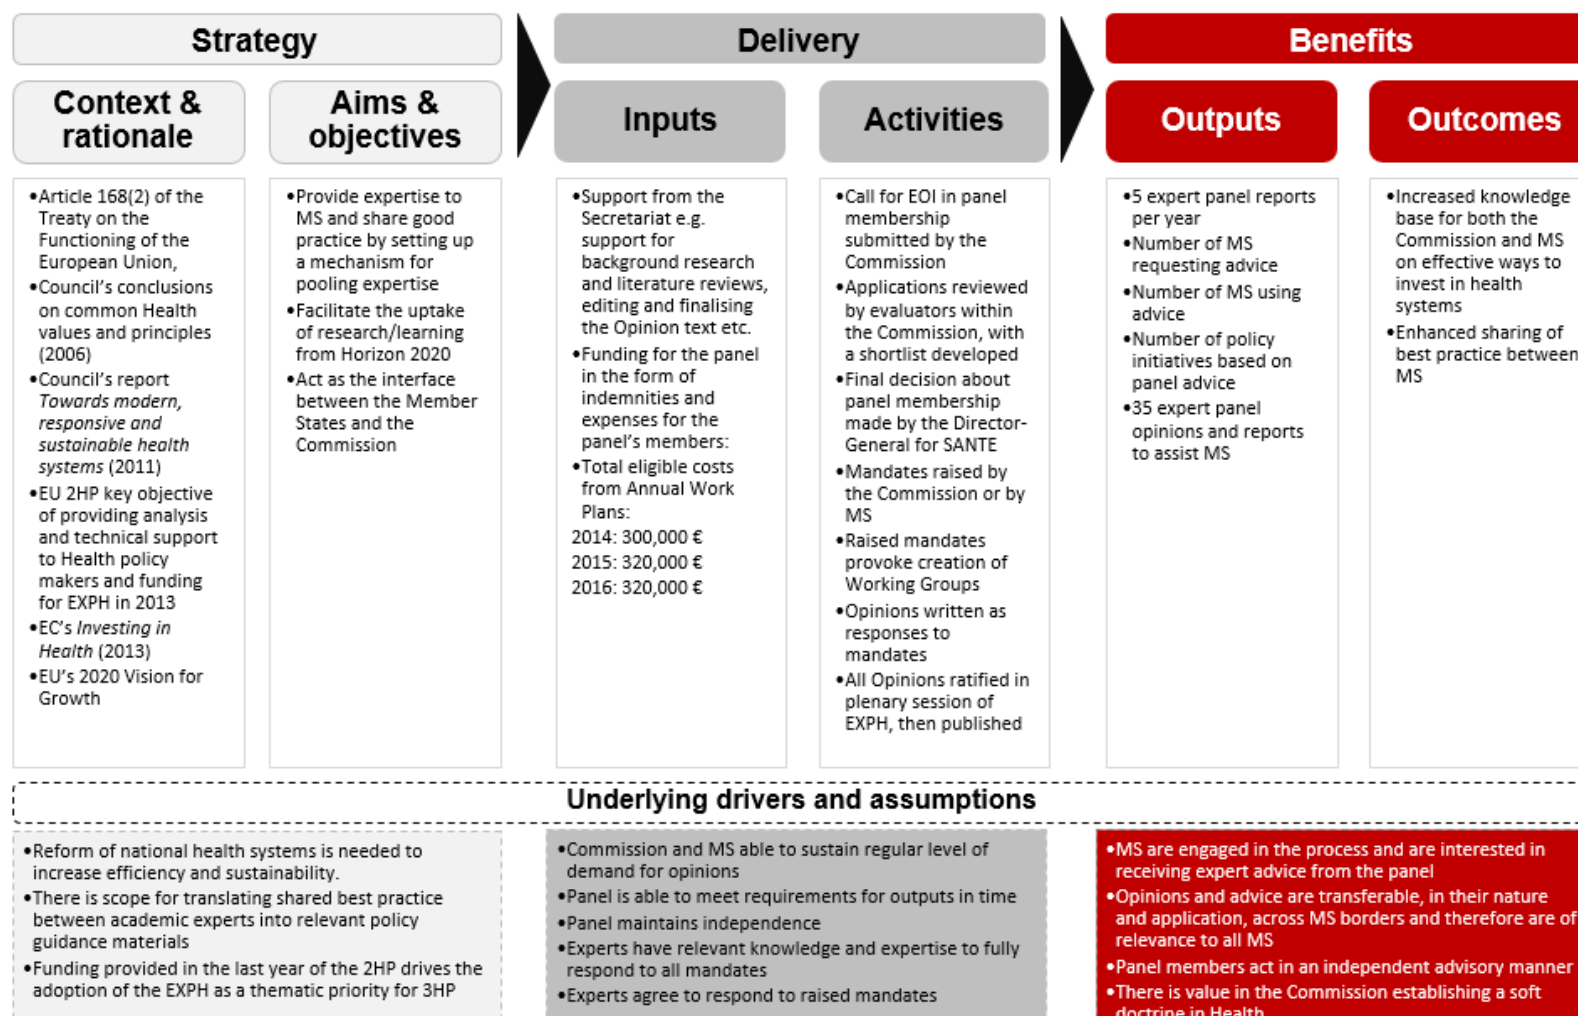 Strategy
Context &
rationale
•Article 168(2) of the
Treaty on the
Functioning of the
European Union,
•Council's conclusions
on common Health
values and principles
(2006)
•Council's report
Towards modern,
responsive and
sustainable health
systems (2011)
•EU 2HP key objective
of providing analysis
and technical support
to Health policy
makers and funding
for EXPH in 2013
•EC's Investing in
Health (2013)
•EU's 2020 Vision for
Growth
Aims &
objectives
•Provide expertise to
MS and share good
practice by setting up
a mechanism for
pooling expertise
•Facilitate the uptake
of research/learning
from Horizon 2020
•Act as the interface
between the Member
States and the
Commission
Delivery
Inputs
•Support from the
Secretariat e.g.
support for
background research
and literature reviews,
editing and finalising
the Opinion text etc.
•Funding for the panel
in the form of
indemnities and
expenses for the
panel's members:
•Total eligible costs
from Annual Work
Plans:
2014: 300,000 €
2015: 320,000 €
2016: 320,000 €
Activities
•Call for EOI in panel
membership
submitted by the
Commission
•Applications reviewed
by evaluators within
the Commission, with
a shortlist developed
•Final decision about
panel membership
made by the Director-
General for SANTE
•Mandates raised by
the Commission or by
MS
•Raised mandates
provoke creation of
Working Groups
•Opinions written as
responses to
mandates
•All Opinions ratified in
plenary session of
EXPH, then published
Benefits
Outputs
•5 expert panel reports
per year
•Number of MS
requesting advice
•Number of MS using
advice
•Number of policy
initiatives based on
panel advice
•35 expert panel
opinions and reports
to assist MS
Outcomes
•Increased knowledge
base for both the
Commission and MS
on effective ways to
invest in health
systems
•Enhanced sharing of
best practice between
MS
Underlying drivers and assumptions
•Reform of national health systems is needed to
increase efficiency and sustainability.
•There is scope for translating shared best practice
between academic experts into relevant policy
guidance materials
•Funding provided in the last year of the 2HP drives the
adoption of the EXPH as a thematic priority for 3HP
•Commission and MS able to sustain regular level of
demand for opinions
•Panel is able to meet requirements for outputs in time
•Panel maintains independence
•Experts have relevant knowledge and expertise to fully
respond to all mandates
•Experts agree to respond to raised mandates
•MS are engaged in the process and are interested in
receiving expert advice from the panel
•Opinions and advice are transferable, in their nature
and application, across MS borders and therefore are of
relevance to all MS
•Panel members act in an independent advisory manner
•There is value in the Commission establishing a soft
doctrine in Health